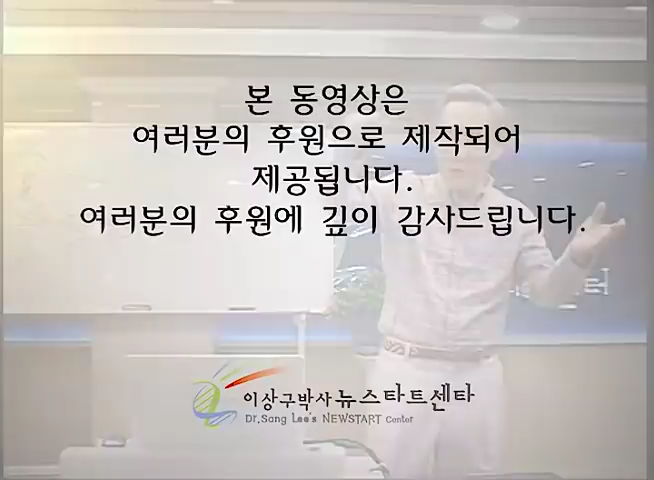 본 동영상은
여러분의 후원으로 제작되어
제공됩니다.
여러분의 후원에 깊이 감사드립니다.
이상구박사 뉴스타트센타
Dr.Sang Lee's NEWSTART Center